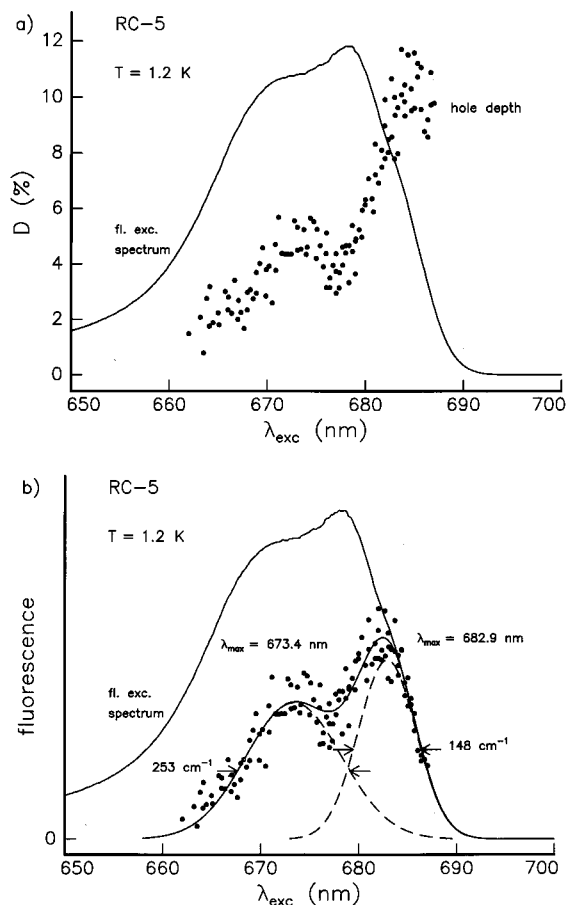 a)
RC-5
T = 1.2 K
hole depth
fl. exc.
spectrum
D (%)
12
10
8
6
4
2
0
650
660
670
680
690
700
λexc (nm)
b)
RC-5
T = 1.2 K
λmax = 673.4 nm
λmax = 682.9 nm
fl. exc.
spectrum
253 cm⁻¹
148 cm⁻¹
fluorescence
0
650
660
670
680
690
700
λexc (nm)